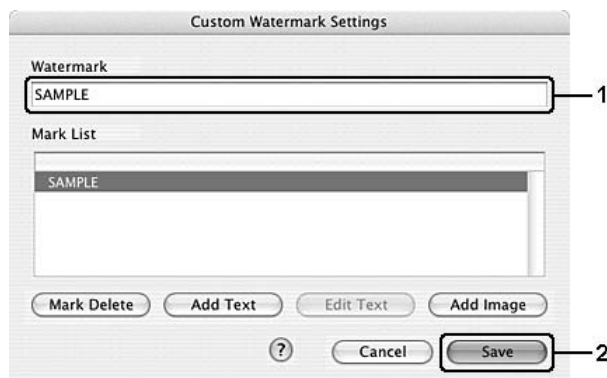 Custom Watermark Settings
Watermark
SAMPLE
1
Mark List
SAMPLE
Mark Delete Add Text Edit Text Add Image
? Cancel Save 2